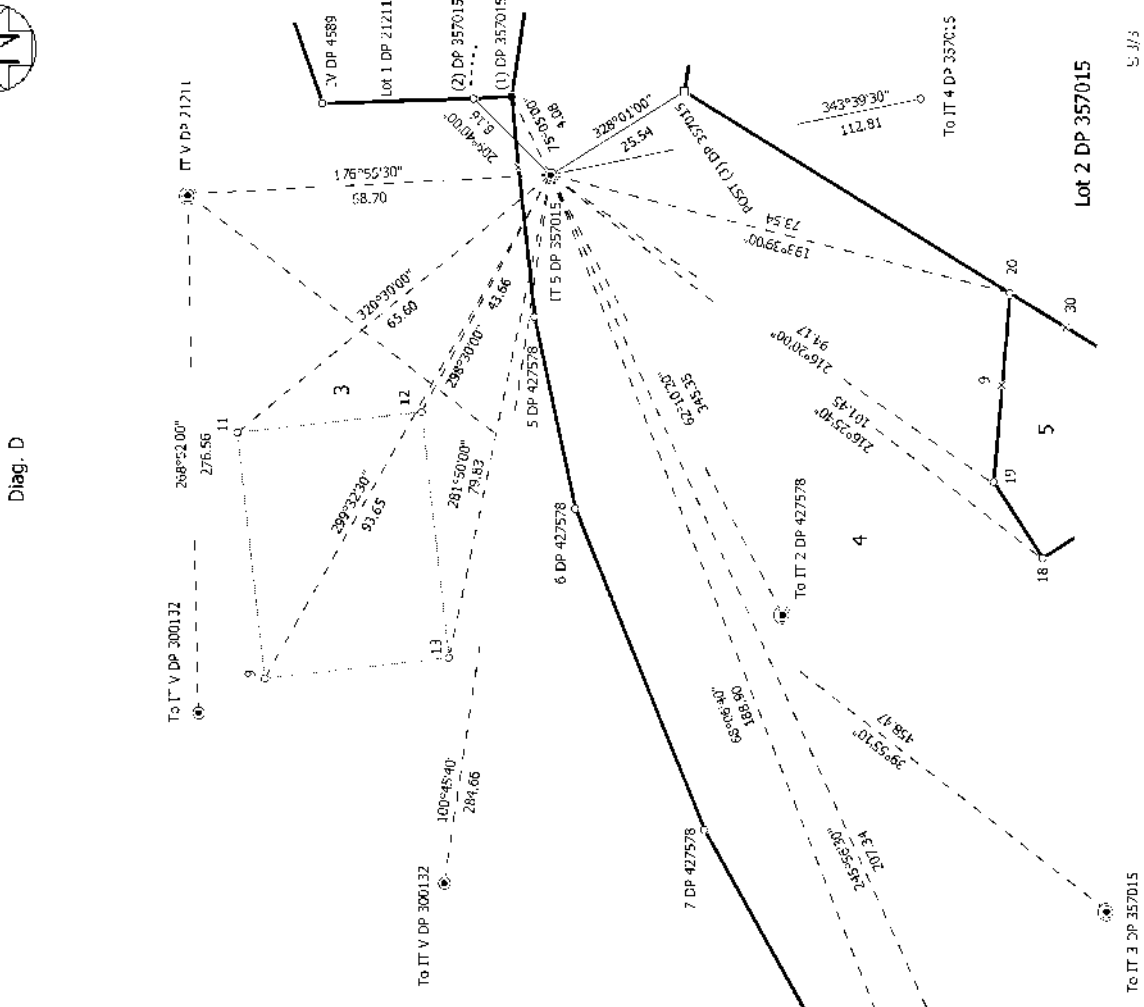 N
Diag. D
IV DP 4589
Lot 1 DP 21211
(2) DP 357015
(1) DP 357015
IT V DP 21211
176°55'30"
58.70
8.16
75°05'00"
4.08
328°01'00"
25.54
343°39'30"
112.81
To IT 4 DP 357015
POST (3) DP 357015
Lot 2 DP 357015
IT 5 DP 357015
193°39'00"
73.54
320°30'00"
65.60
298°30'00"
43.66
268°52'00"
276.56
11
3
12
299°32'30"
93.65
281°50'00"
79.83
5 DP 427578
6 DP 427578
7 DP 427578
62°10'20"
345.35
216°20'00"
94.17
216°25'40"
101.45
20
30
9
5
19
18
4
To IT 2 DP 427578
To IT V DP 300132
9
13
100°45'40"
284.66
To IT V DP 300132
68°06'40"
188.90
245°56'30"
207.34
39°55'10"
458.47
To IT 3 DP 357015